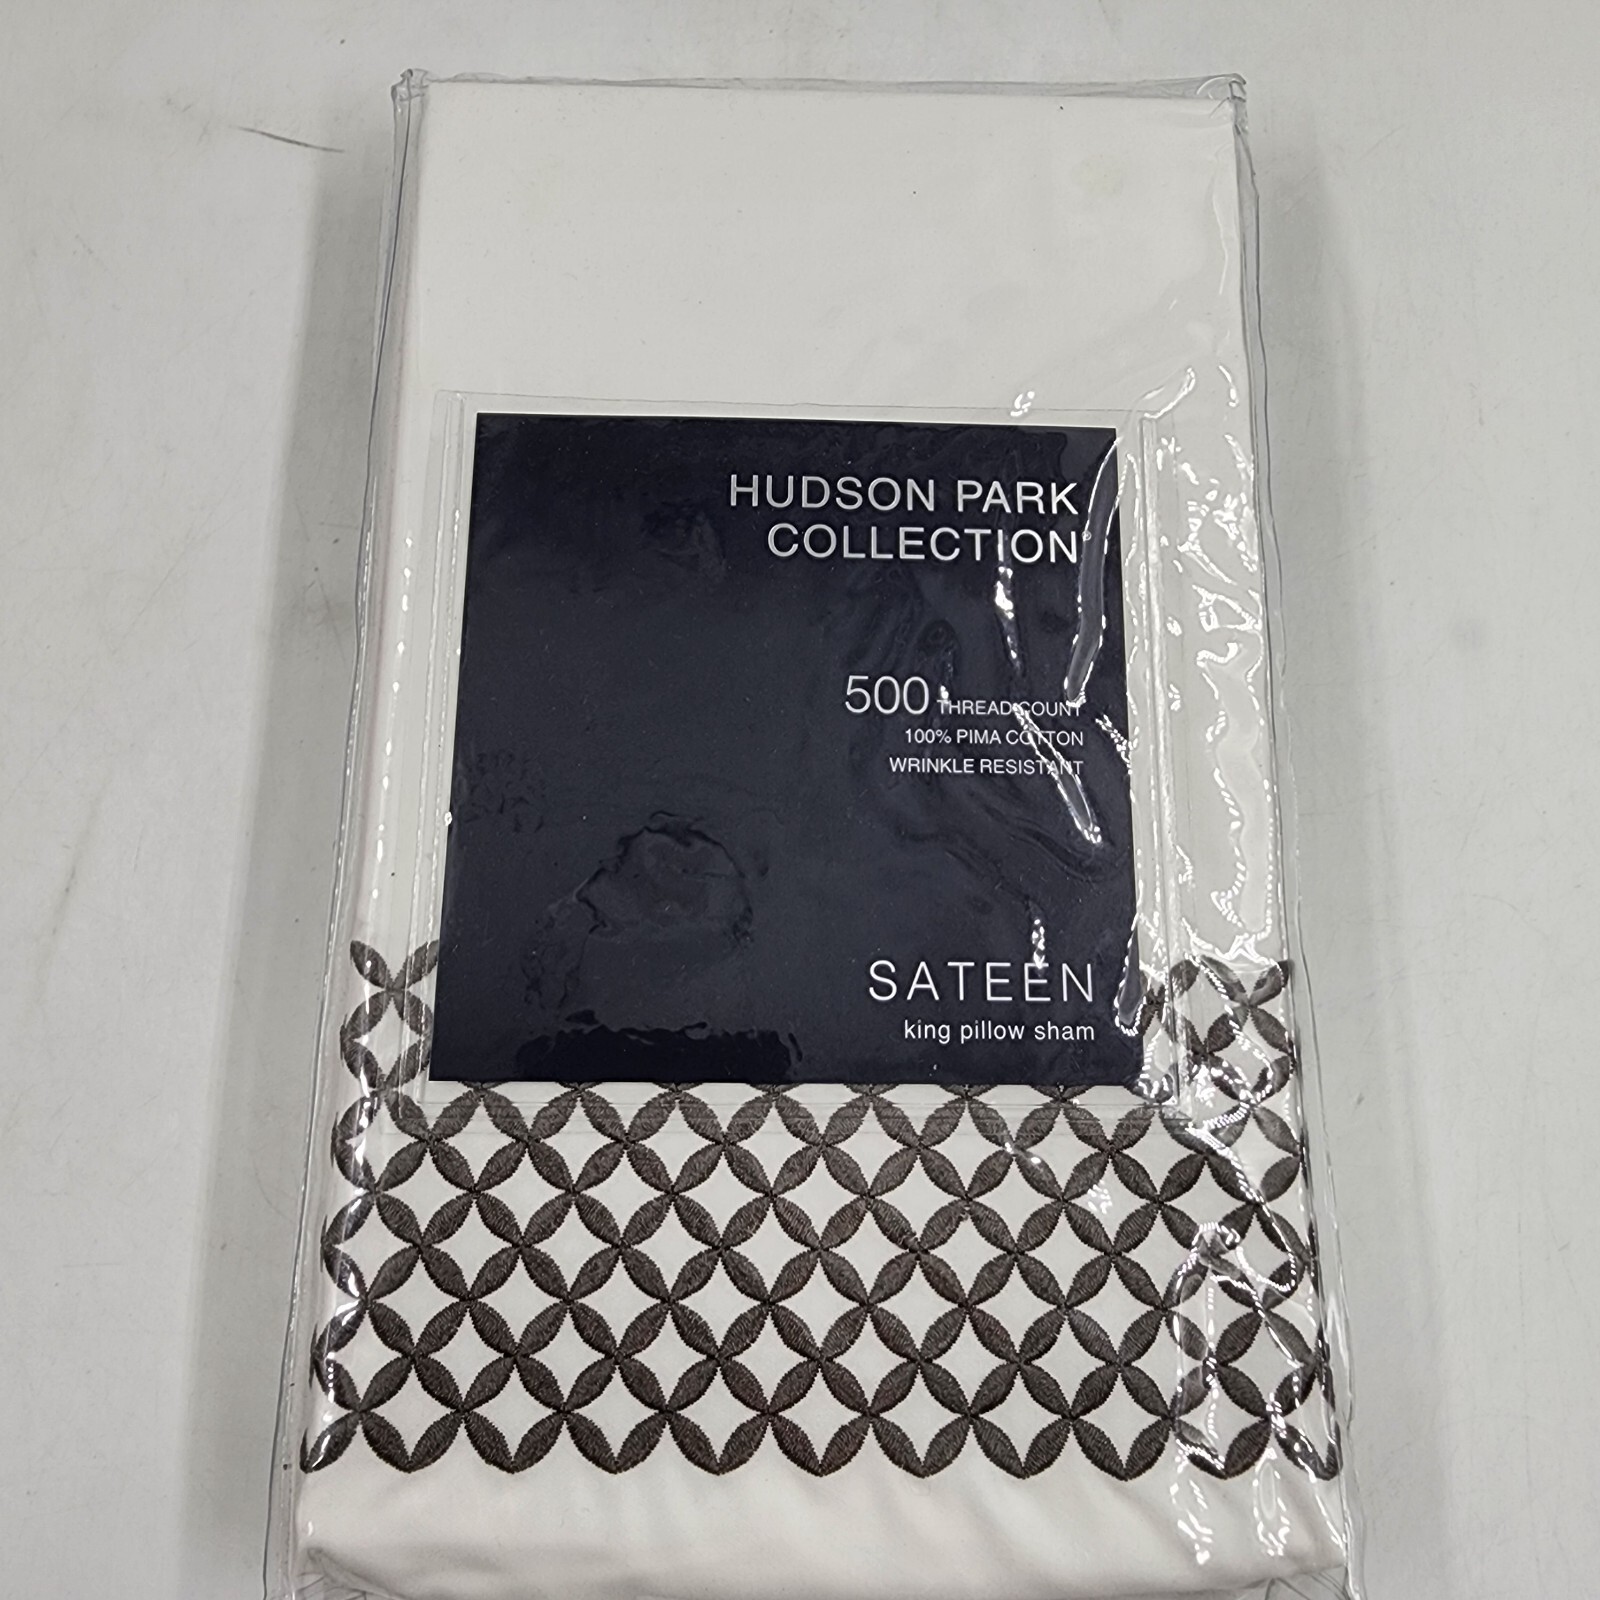 HUDSON PARK
COLLECTION®
500 THREAD COUNT
100% PIMA COTTON
WRINKLE RESISTANT
SATEEN
king pillow sham